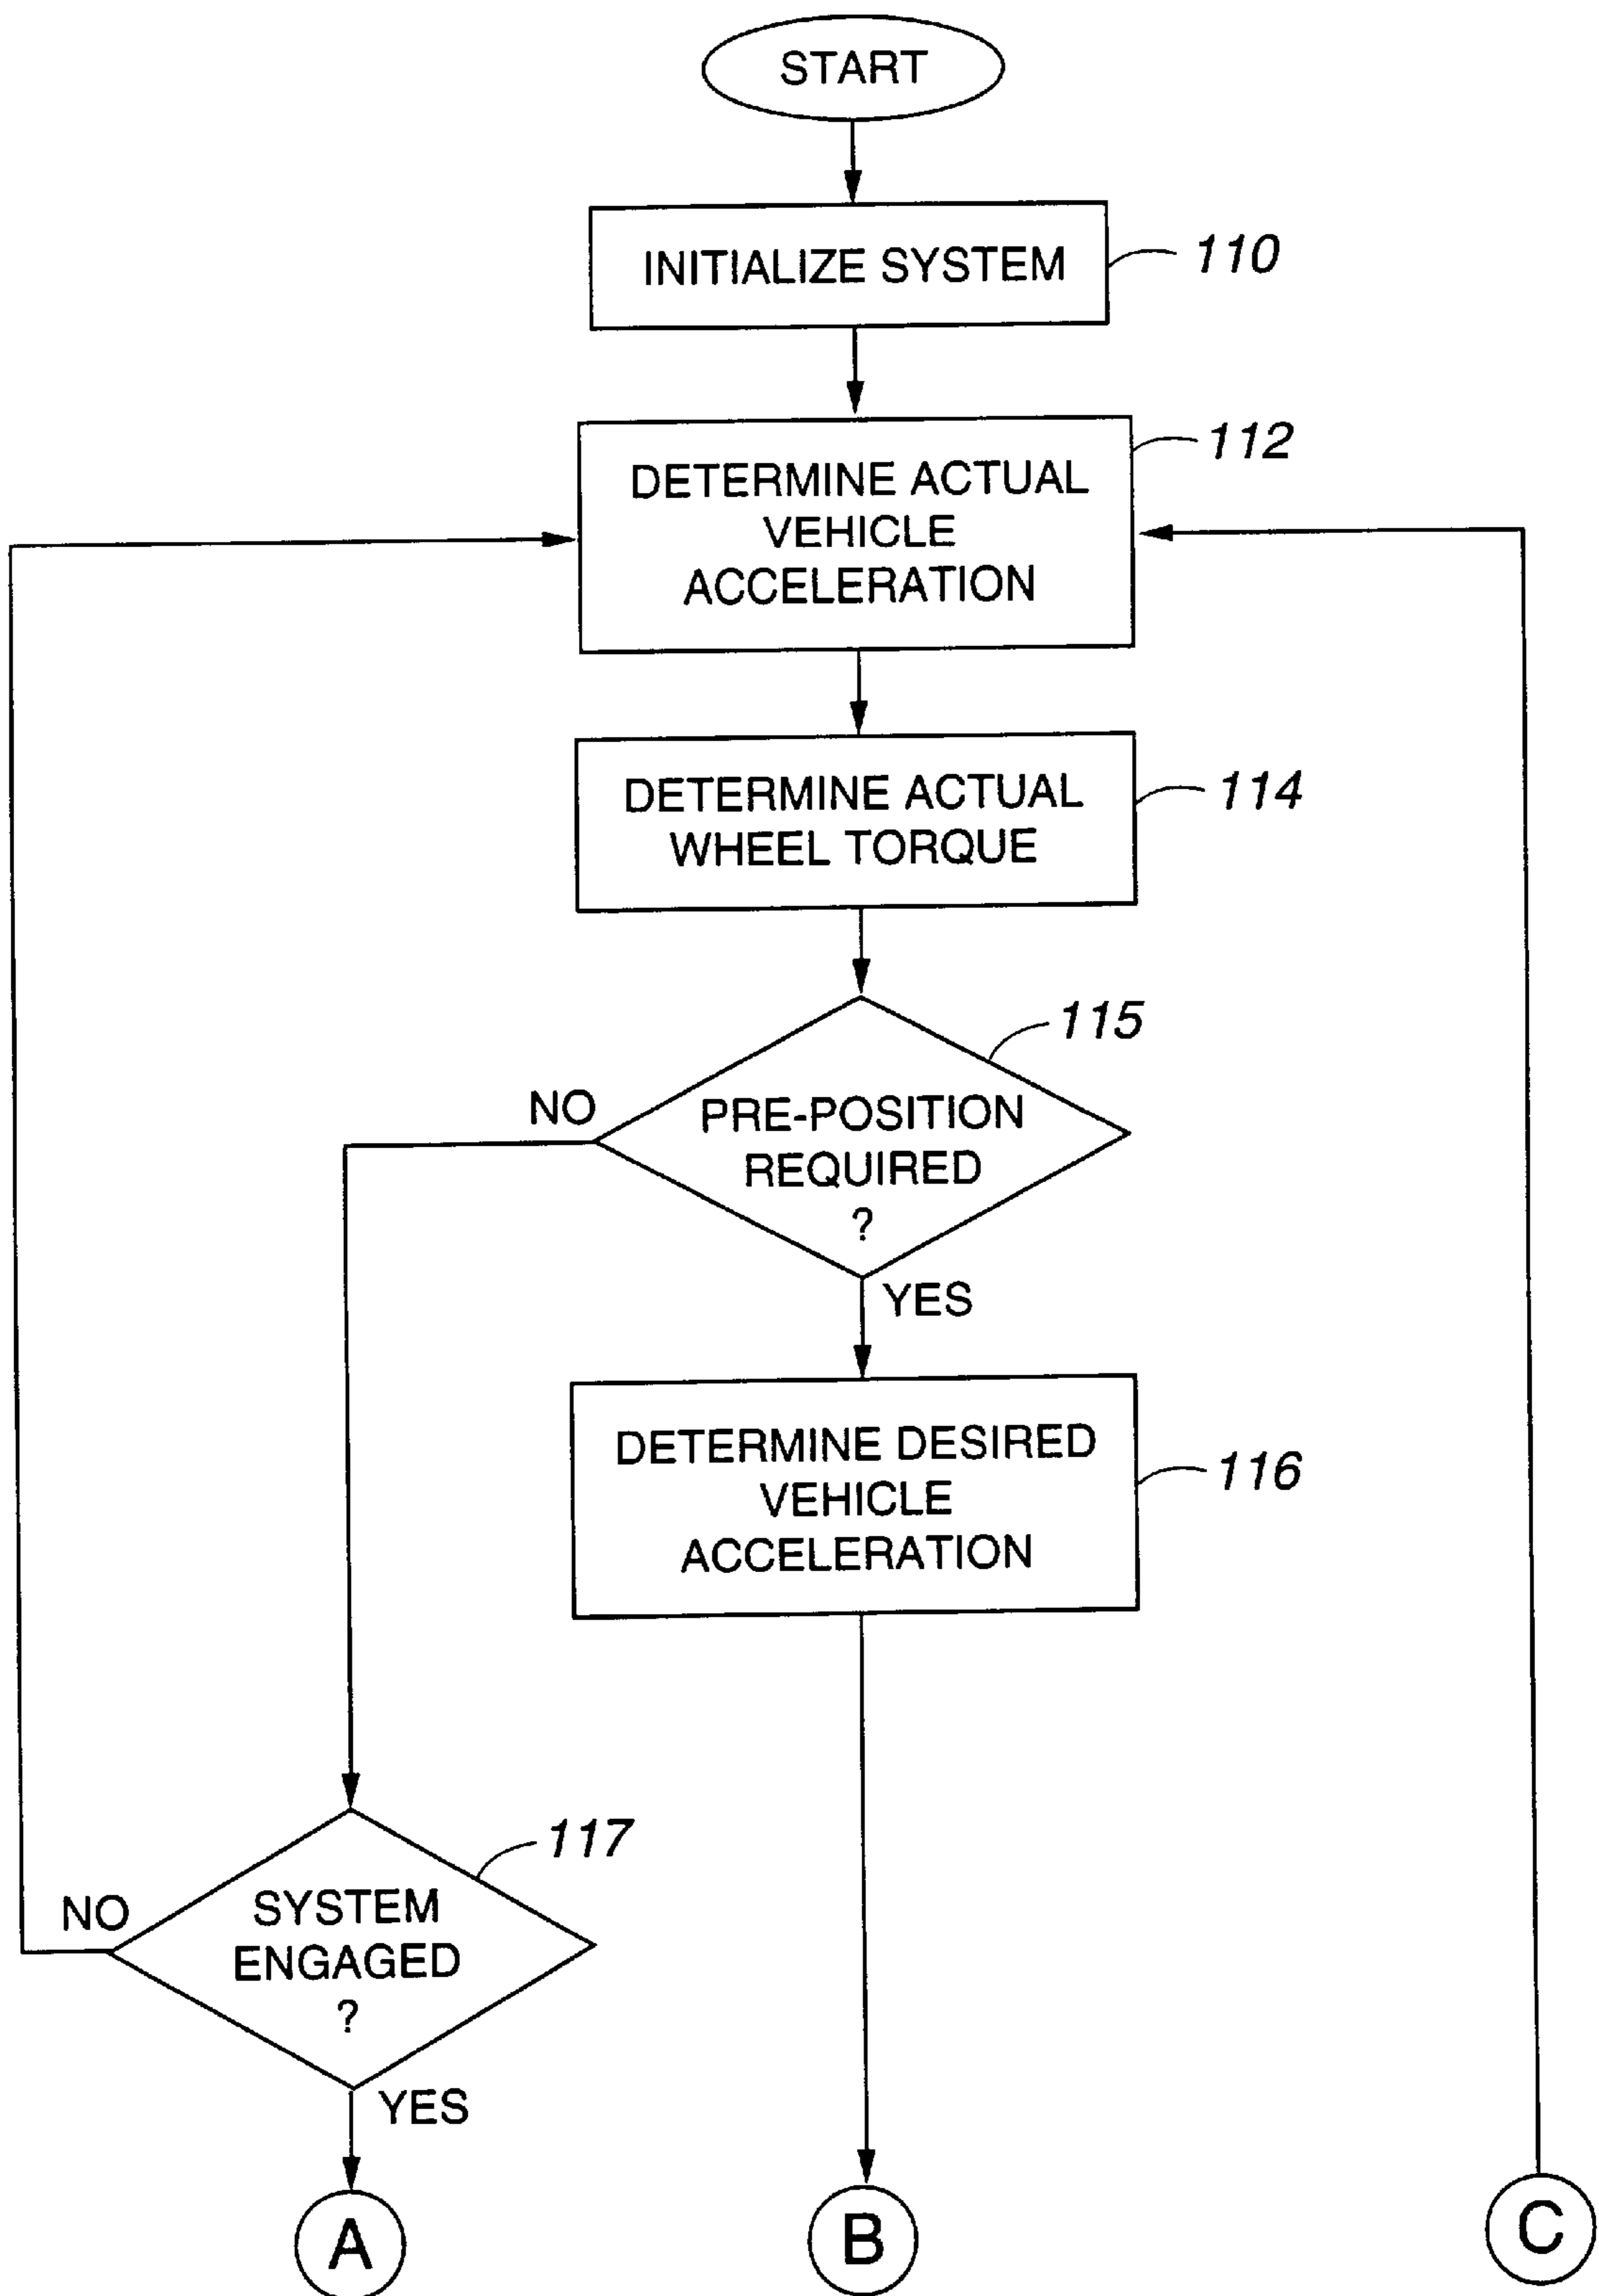 START
INITIALIZE SYSTEM
110
DETERMINE ACTUAL
VEHICLE
ACCELERATION
112
DETERMINE ACTUAL
WHEEL TORQUE
114
PRE-POSITION
REQUIRED
?
115
NO
YES
DETERMINE DESIRED
VEHICLE
ACCELERATION
116
SYSTEM
ENGAGED
?
117
NO
YES
A
B
C